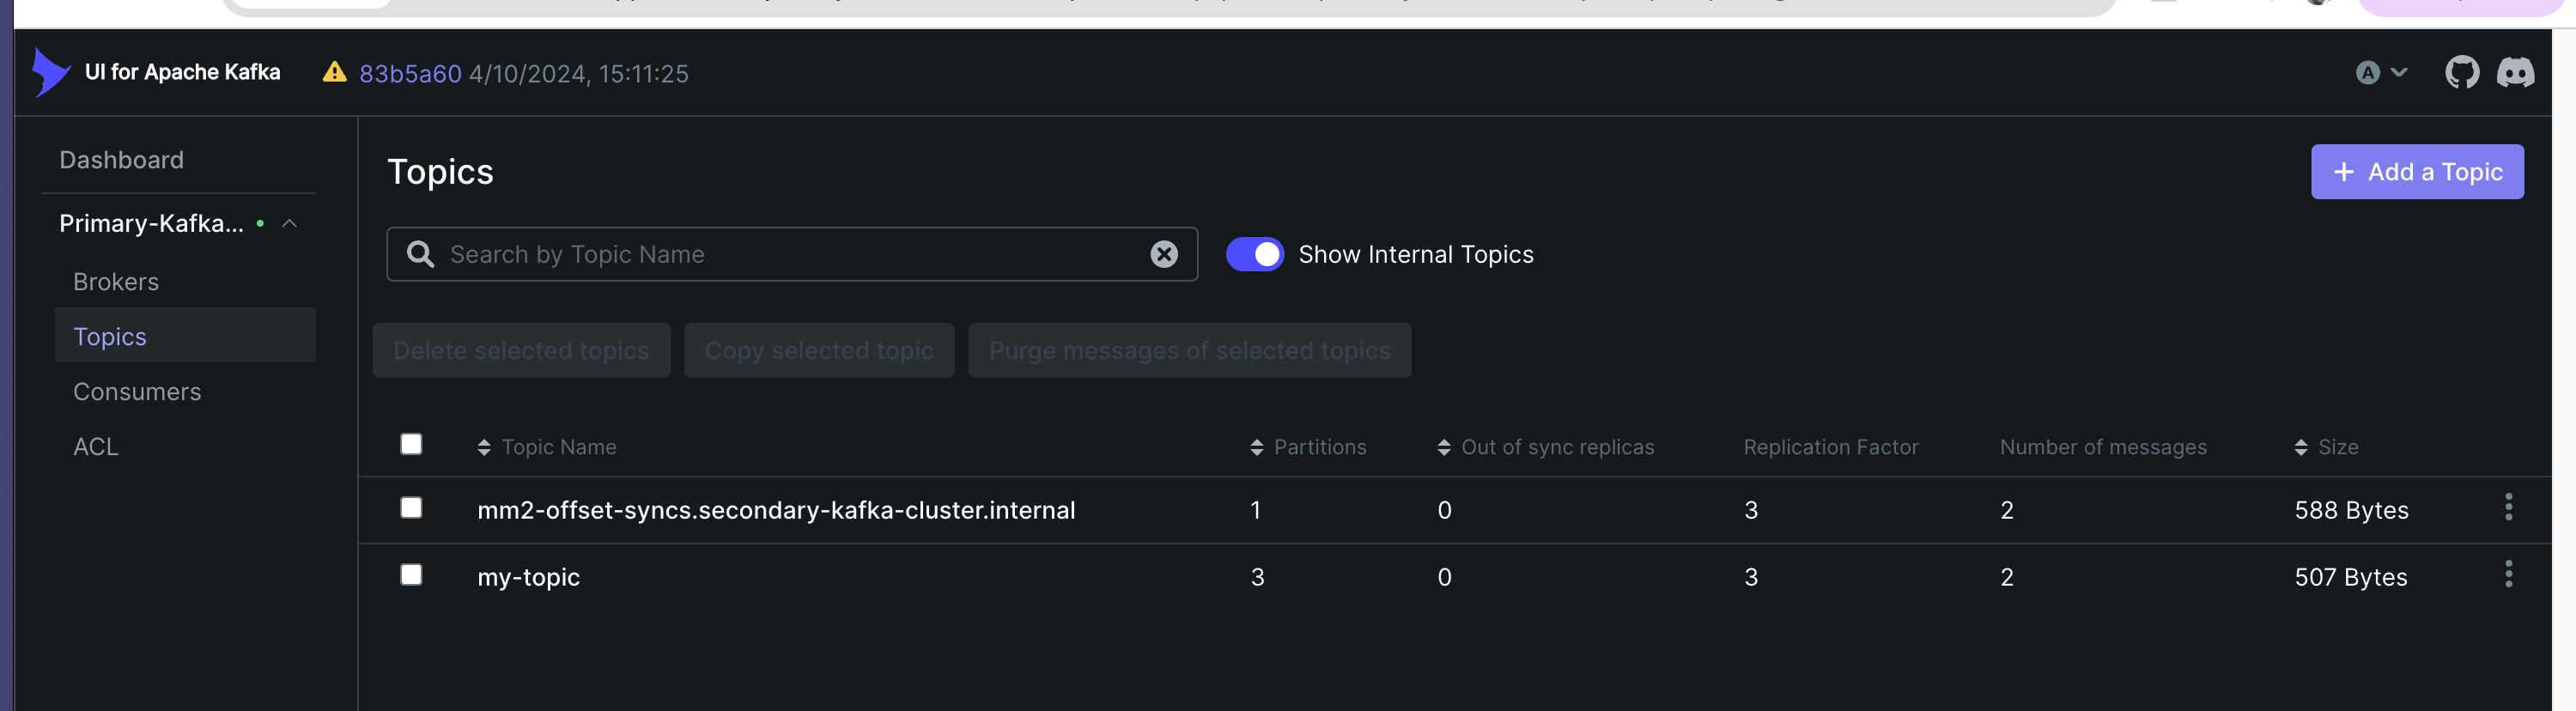 UI for Apache Kafka 83b5a60 4/10/2024, 15:11:25 A
Dashboard
Primary-Kafka...
Brokers
Topics
Consumers
ACL
Topics
+ Add a Topic
Search by Topic Name
Show Internal Topics
Delete selected topics Copy selected topic Purge messages of selected topics
Topic Name Partitions Out of sync replicas Replication Factor Number of messages Size
mm2-offset-syncs.secondary-kafka-cluster.internal 1 0 3 2 588 Bytes
my-topic 3 0 3 2 507 Bytes